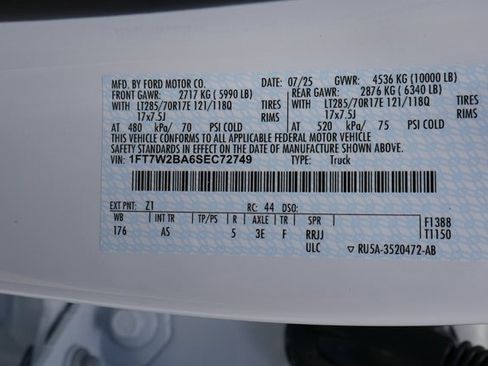 MFD. BY FORD MOTOR CO. 07/25 GVWR: 4536 KG (10000 LB)
FRONT GAWR: 2717 KG (5990 LB) REAR GAWR: 2876 KG (6340 LB)
WITH LT285/70R17E 121/118Q TIRES WITH LT285/70R17E 121/118Q TIRES
17x7.5J RIMS 17x7.5J RIMS
AT 480 kPa/ 70 PSI COLD AT 520 kPa/ 75 PSI COLD
THIS VEHICLE CONFORMS TO ALL APPLICABLE FEDERAL MOTOR VEHICLE
SAFETY STANDARDS IN EFFECT ON THE DATE OF MANUFACTURE SHOWN ABOVE.
VIN: 1FT7W2BA6SEC72749 TYPE: Truck
EXT PNT: Z1 RC: 44 DSO:
WB INT TR TP/PS R AXLE TR SPR F1388
176 AS 5 3E F RRJJ T1150
ULC ▽ RU5A-3520472-AB